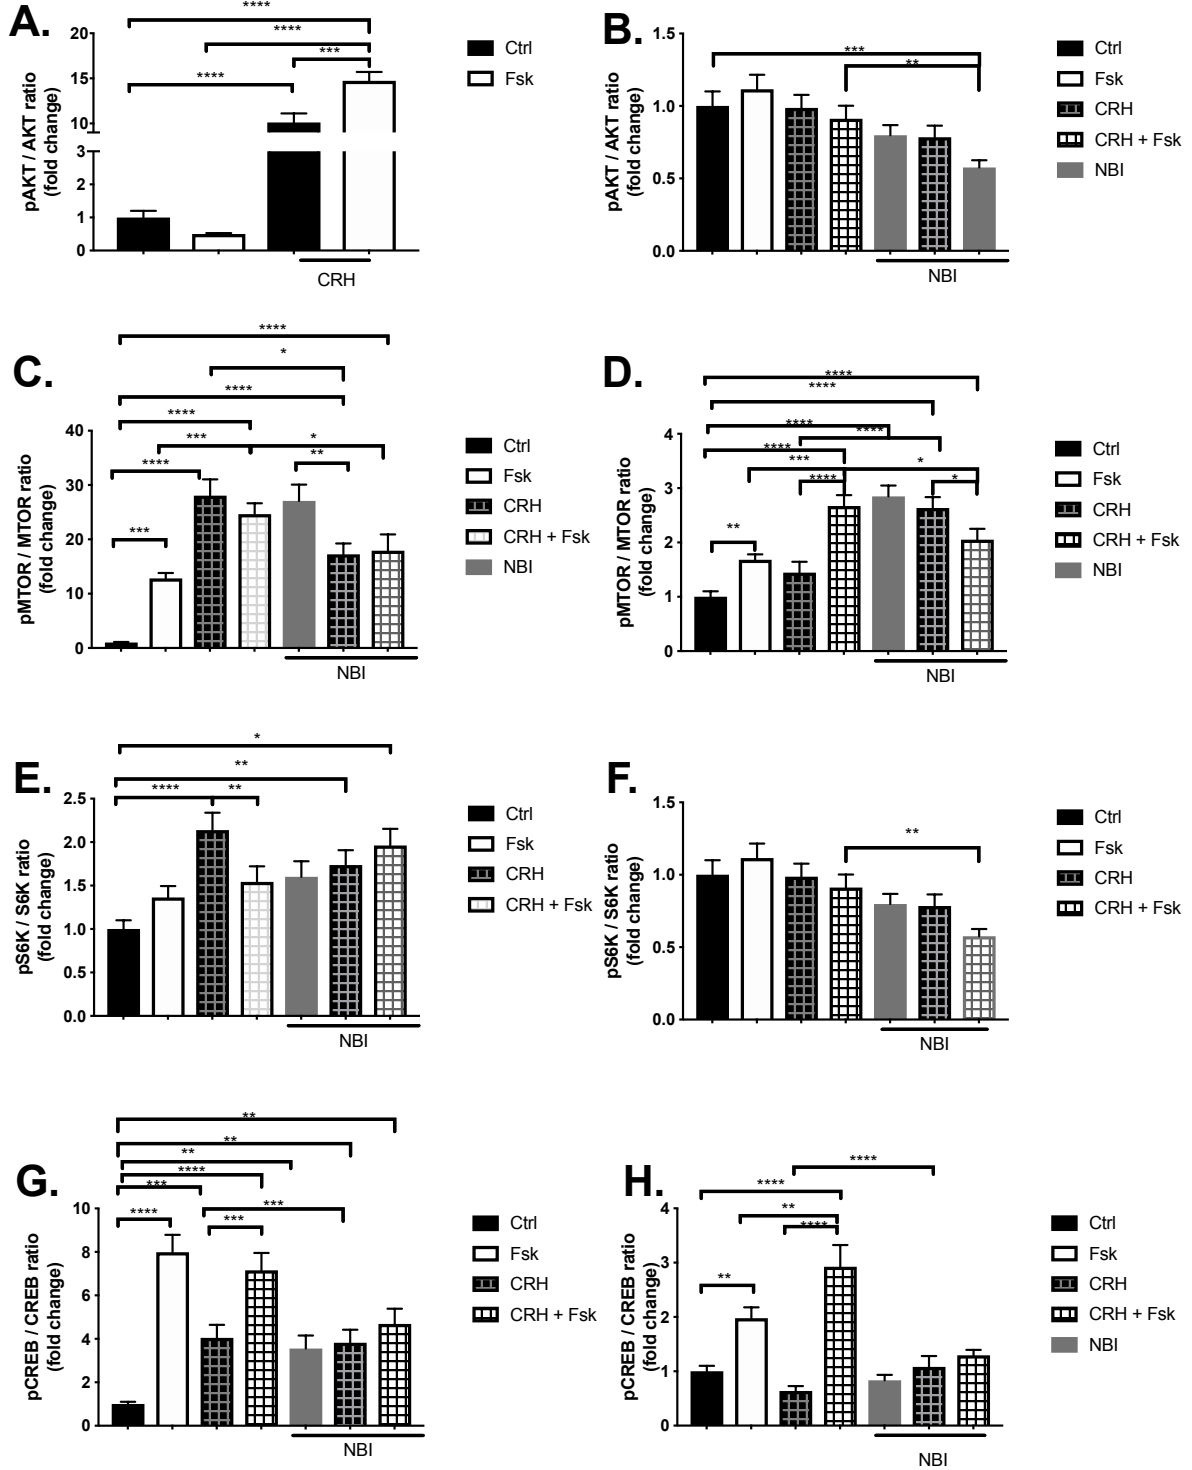 A.
****
****
***
****
20
15
10
3
2
1
0
pAKT / AKT ratio
(fold change)
CRH
Ctrl
Fsk
B.
***
**
1.5
1.0
0.5
0.0
pAKT / AKT ratio
(fold change)
NBI
Ctrl
Fsk
CRH
CRH + Fsk
NBI
C.
****
*
****
****
***
*
****
**
***
40
30
20
10
0
pMTOR / MTOR ratio
(fold change)
NBI
Ctrl
Fsk
CRH
CRH + Fsk
NBI
D.
****
****
****
****
****
***
*
****
*
**
4
3
2
1
0
pMTOR / MTOR ratio
(fold change)
NBI
Ctrl
Fsk
CRH
CRH + Fsk
NBI
E.
*
**
****
**
2.5
2.0
1.5
1.0
0.5
0.0
pS6K / S6K ratio
(fold change)
NBI
Ctrl
Fsk
CRH
CRH + Fsk
F.
**
1.5
1.0
0.5
0.0
pS6K / S6K ratio
(fold change)
NBI
Ctrl
Fsk
CRH
CRH + Fsk
G.
**
**
**
****
***
***
****
***
10
8
6
4
2
0
pCREB / CREB ratio
(fold change)
NBI
Ctrl
Fsk
CRH
CRH + Fsk
H.
****
****
**
****
**
4
3
2
1
0
pCREB / CREB ratio
(fold change)
NBI
Ctrl
Fsk
CRH
CRH + Fsk
NBI